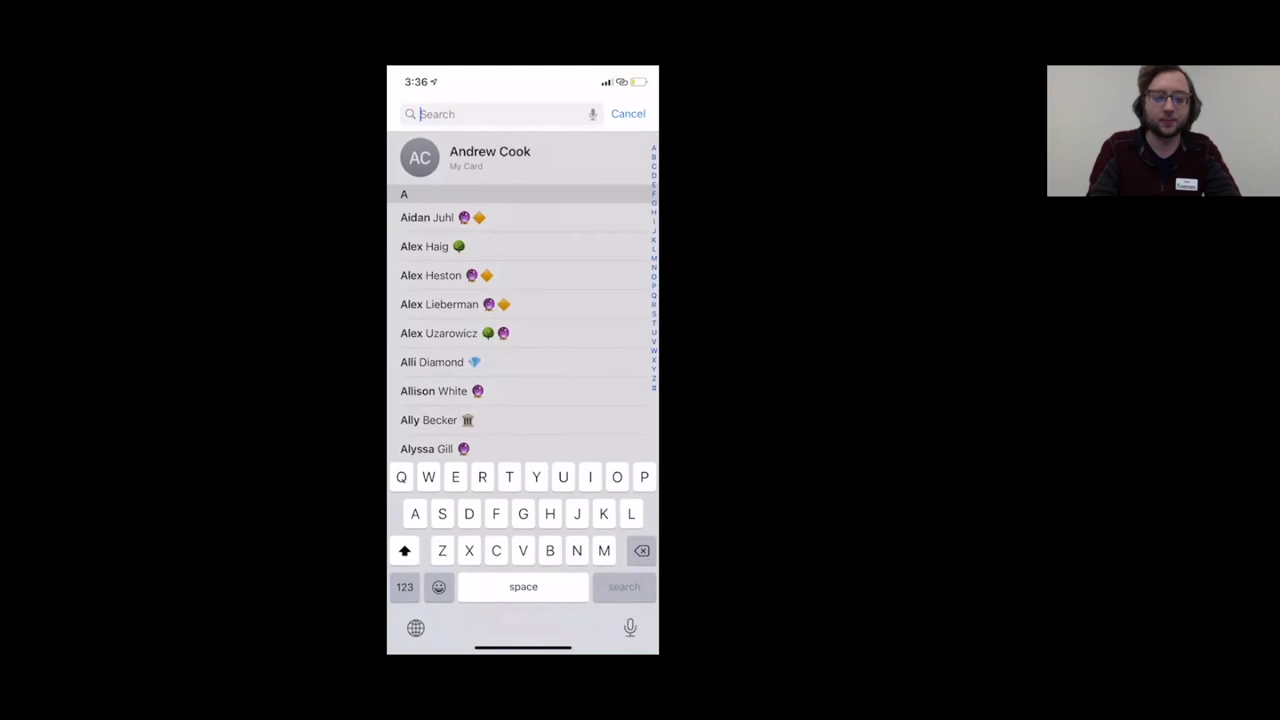 3:36
Search
Cancel
AC
Andrew Cook
My Card
A
Aidan Juhl
Alex Haig
Alex Heston
Alex Lieberman
Alex Uzarowicz
Alli Diamond
Allison White
Ally Becker
Alyssa Gill
A
B
C
D
E
F
G
H
I
J
K
L
M
N
O
P
Q
R
S
T
U
V
W
X
Y
Z
#
Q W E R T Y U I O P
A S D F G H J K L
Z X C V B N M
123 space search